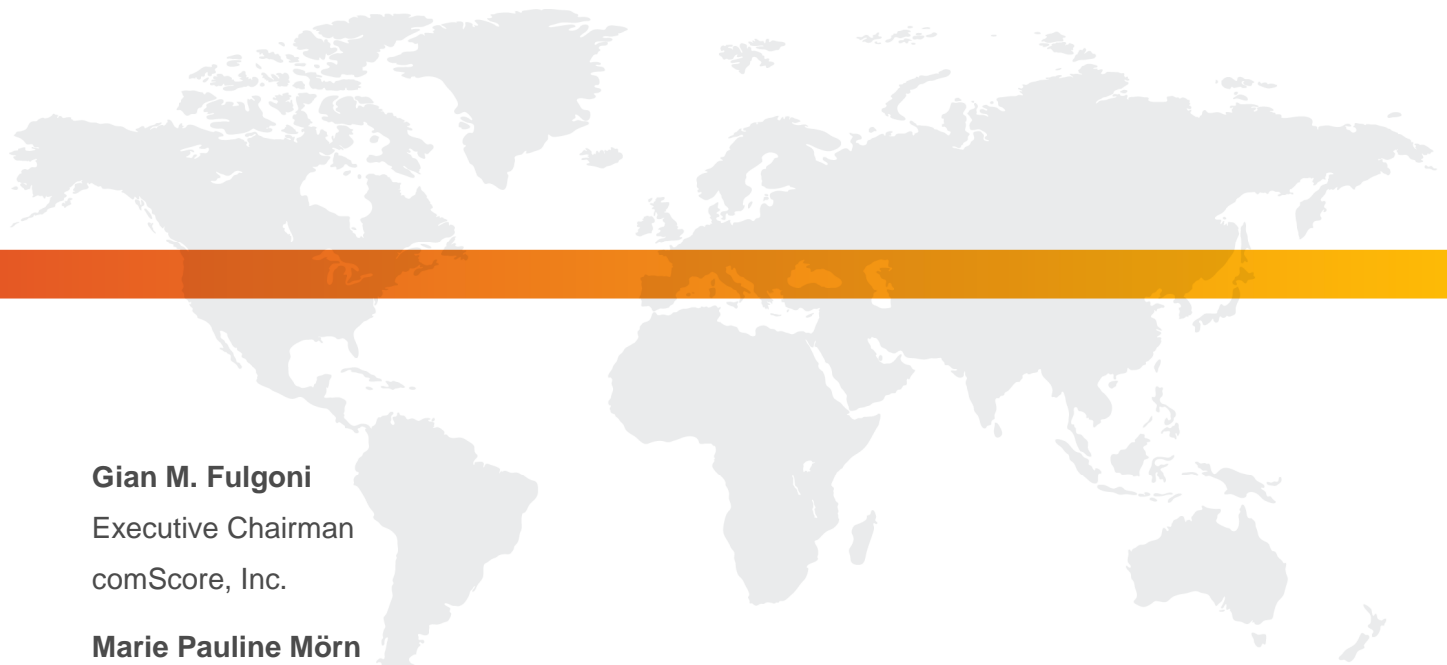 Gian M. Fulgoni
Executive Chairman
comScore, Inc.
Marie Pauline Mörn